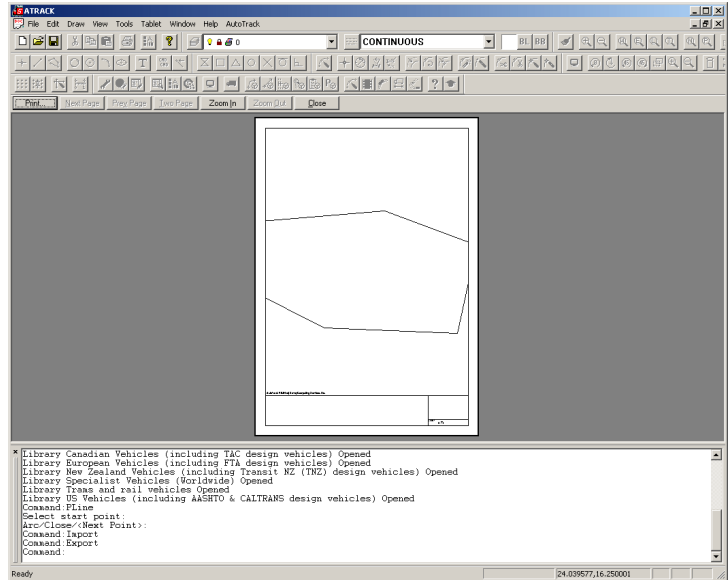 ATRACK
File Edit Draw View Tools Tablet Window Help AutoTrack
0 CONTINUOUS BL BB
Print... Next Page Prev Page Two Page Zoom In Zoom Out Close
Library Canadian Vehicles (including TAC design vehicles) Opened
Library European Vehicles (including FTA design vehicles) Opened
Library New Zealand Vehicles (including Transit NZ (TNZ) design vehicles) Opened
Library Specialist Vehicles (Worldwide) Opened
Library Trams and rail vehicles Opened
Library US Vehicles (including AASHTO & CALTRANS design vehicles) Opened
Command:PLine
Select start point:
Arc/Close/<Next Point>:
Command:Import
Command:Export
Command:
Ready 24.039577,16.250001